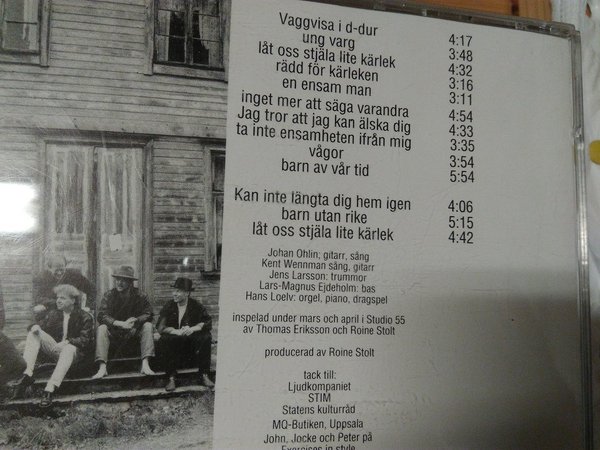 Vaggvisa i d-dur 4:17
ung varg 3:48
låt oss stjäla lite kärlek 4:32
rädd för kärleken 3:16
en ensam man 3:11
inget mer att säga varandra 4:54
Jag tror att jag kan älska dig 4:33
ta inte ensamheten ifrån mig 3:35
vågor 3:54
barn av vår tid 5:54
Kan inte längta dig hem igen 4:06
barn utan rike 5:15
låt oss stjäla lite kärlek 4:42
Johan Ohlin; gitarr, sång
Kent Wennman sång, gitarr
Jens Larsson: trummor
Lars-Magnus Ejdeholm: bas
Hans Loelv: orgel, piano, dragspel
inspelad under mars och april i Studio 55
av Thomas Eriksson och Roine Stolt
producerad av Roine Stolt
tack till:
Ljudkompaniet
STIM
Statens kulturråd
MQ-Butiken, Uppsala
John, Jocke och Peter på
Exercises in style